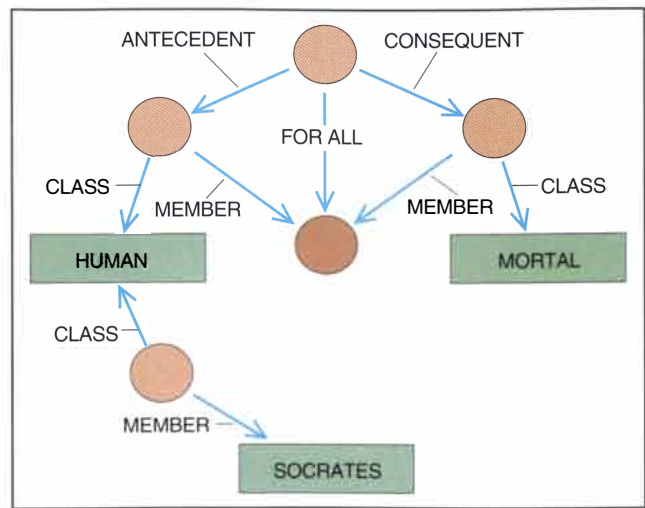 ANTECEDENT
CONSEQUENT
FOR ALL
CLASS
MEMBER
MEMBER
CLASS
HUMAN
MORTAL
CLASS
MEMBER
SOCRATES